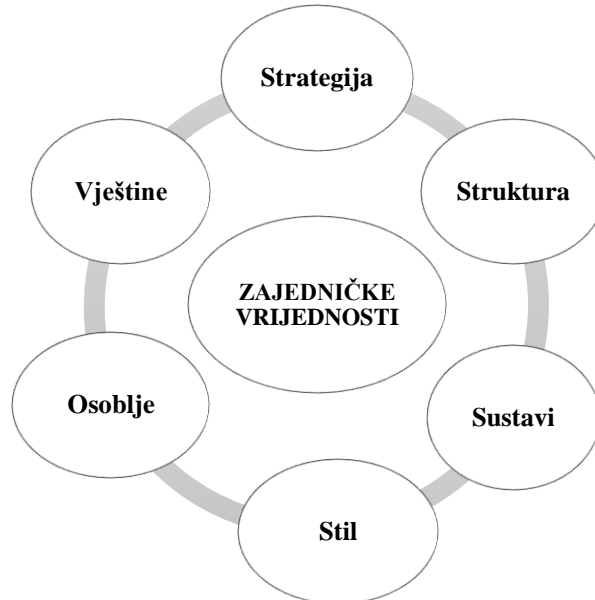 Strategija
Vještine
Struktura
ZAJEDNIČKE
VRIJEDNOSTI
Osoblje
Sustavi
Stil